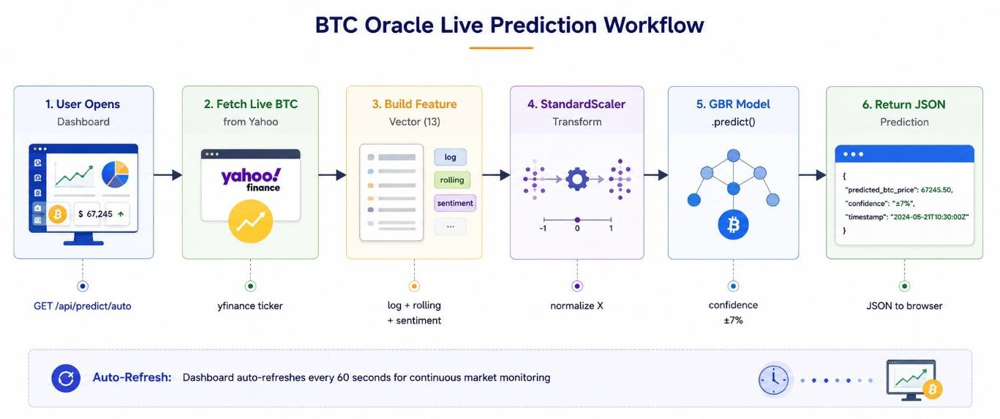 BTC Oracle Live Prediction Workflow
1. User Opens
Dashboard
$ 67,245
GET /api/predict/auto
2. Fetch Live BTC
from Yahoo
yahoo!
finance
yfinance ticker
3. Build Feature
Vector (13)
log
rolling
sentiment
...
log + rolling
+ sentiment
4. StandardScaler
Transform
-1 0 1
normalize X
5. GBR Model
.predict()
₿
confidence
±7%
6. Return JSON
Prediction
{
"predicted_btc_price": 67245.50,
"confidence": "±7%",
"timestamp": "2024-05-21T10:30:00Z"
}
JSON to browser
Auto-Refresh: Dashboard auto-refreshes every 60 seconds for continuous market monitoring